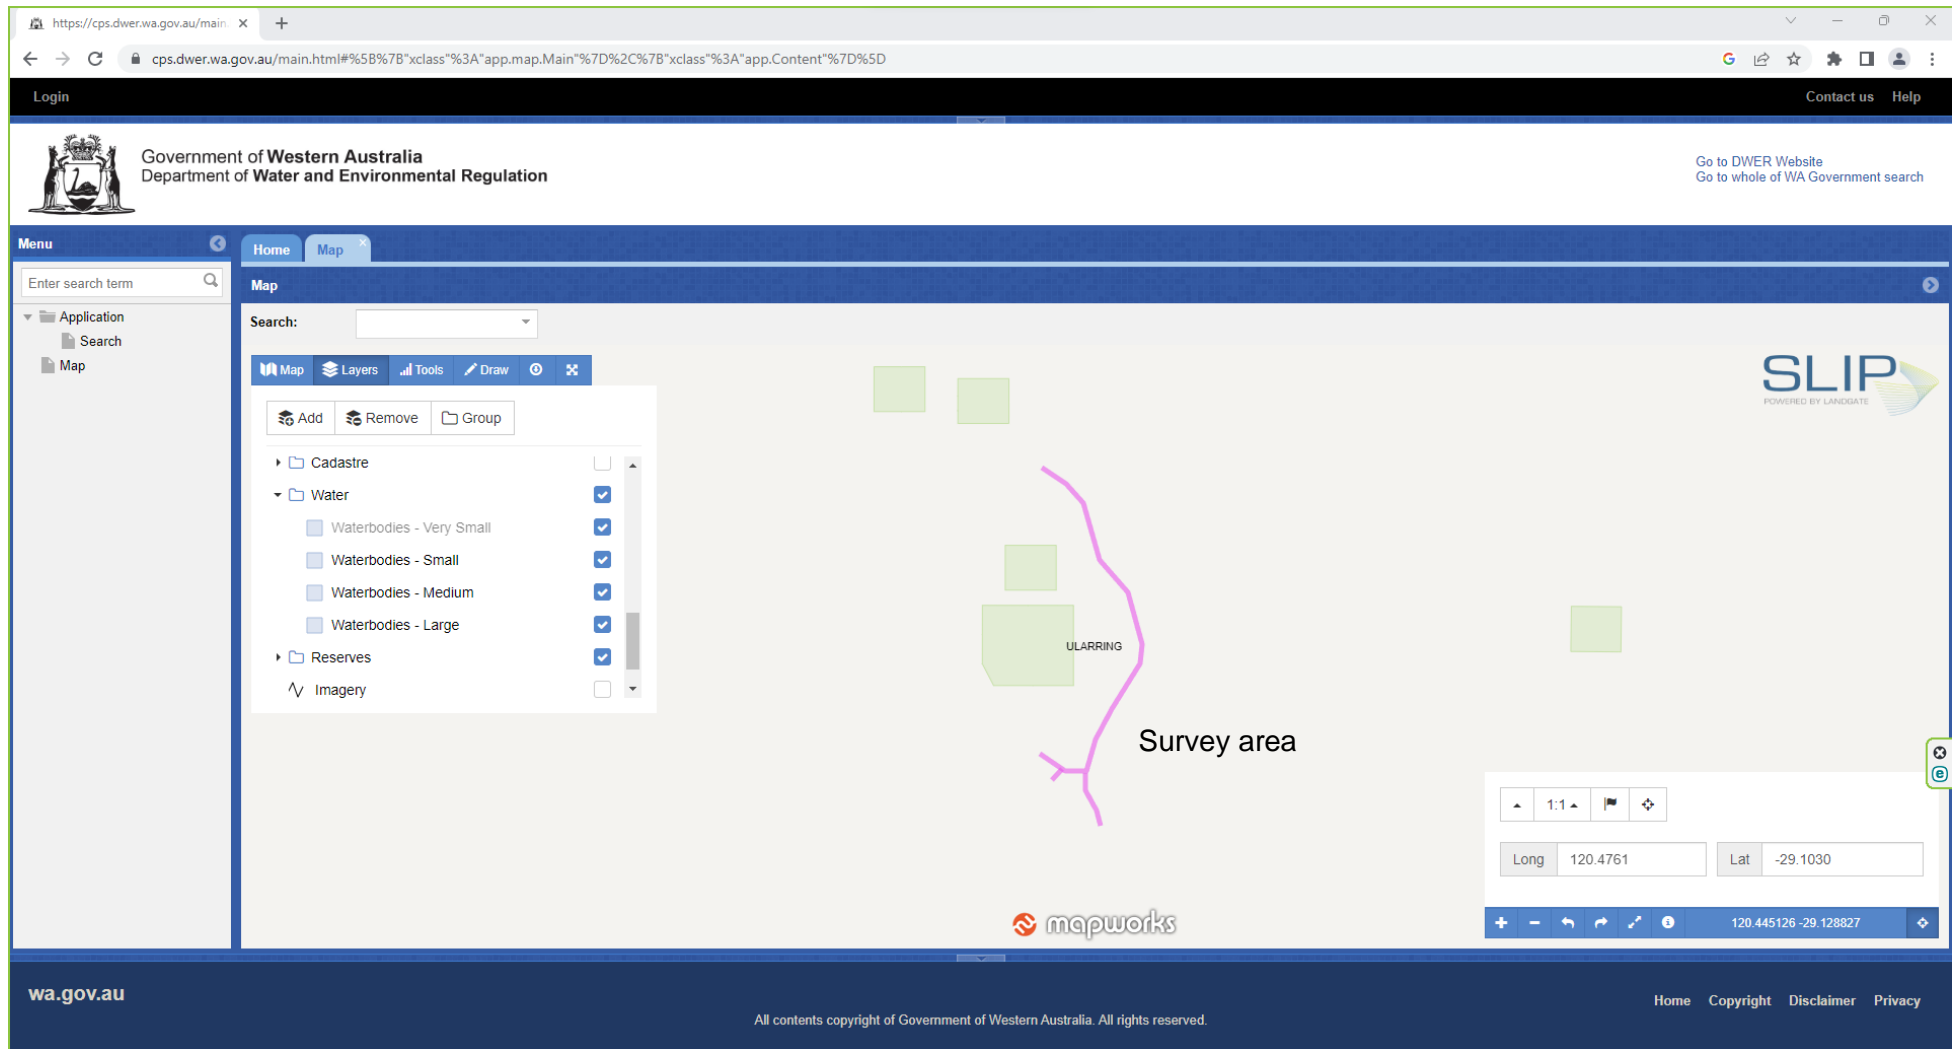 https://cps.dwer.wa.gov.au/main.
cps.dwer.wa.gov.au/main.html#%5B%7B"xclass"%3A"app.map.Main"%7D%2C%7B"xclass"%3A"app.Content"%7D%5D
Login
Contact us Help
Government of Western Australia
Department of Water and Environmental Regulation
Go to DWER Website
Go to whole of WA Government search
Menu
Home Map
Enter search term
Map
Application
Search
Map
Search:
Map Layers Tools Draw
SLIP
POWERED BY LANDGATE
Add Remove Group
Cadastre
Water
Waterbodies - Very Small
Waterbodies - Small
Waterbodies - Medium
Waterbodies - Large
Reserves
Imagery
ULARRING
Survey area
1:1
Long 120.4761 Lat -29.1030
mapworks
120.445126 -29.128827
wa.gov.au
Home Copyright Disclaimer Privacy
All contents copyright of Government of Western Australia. All rights reserved.